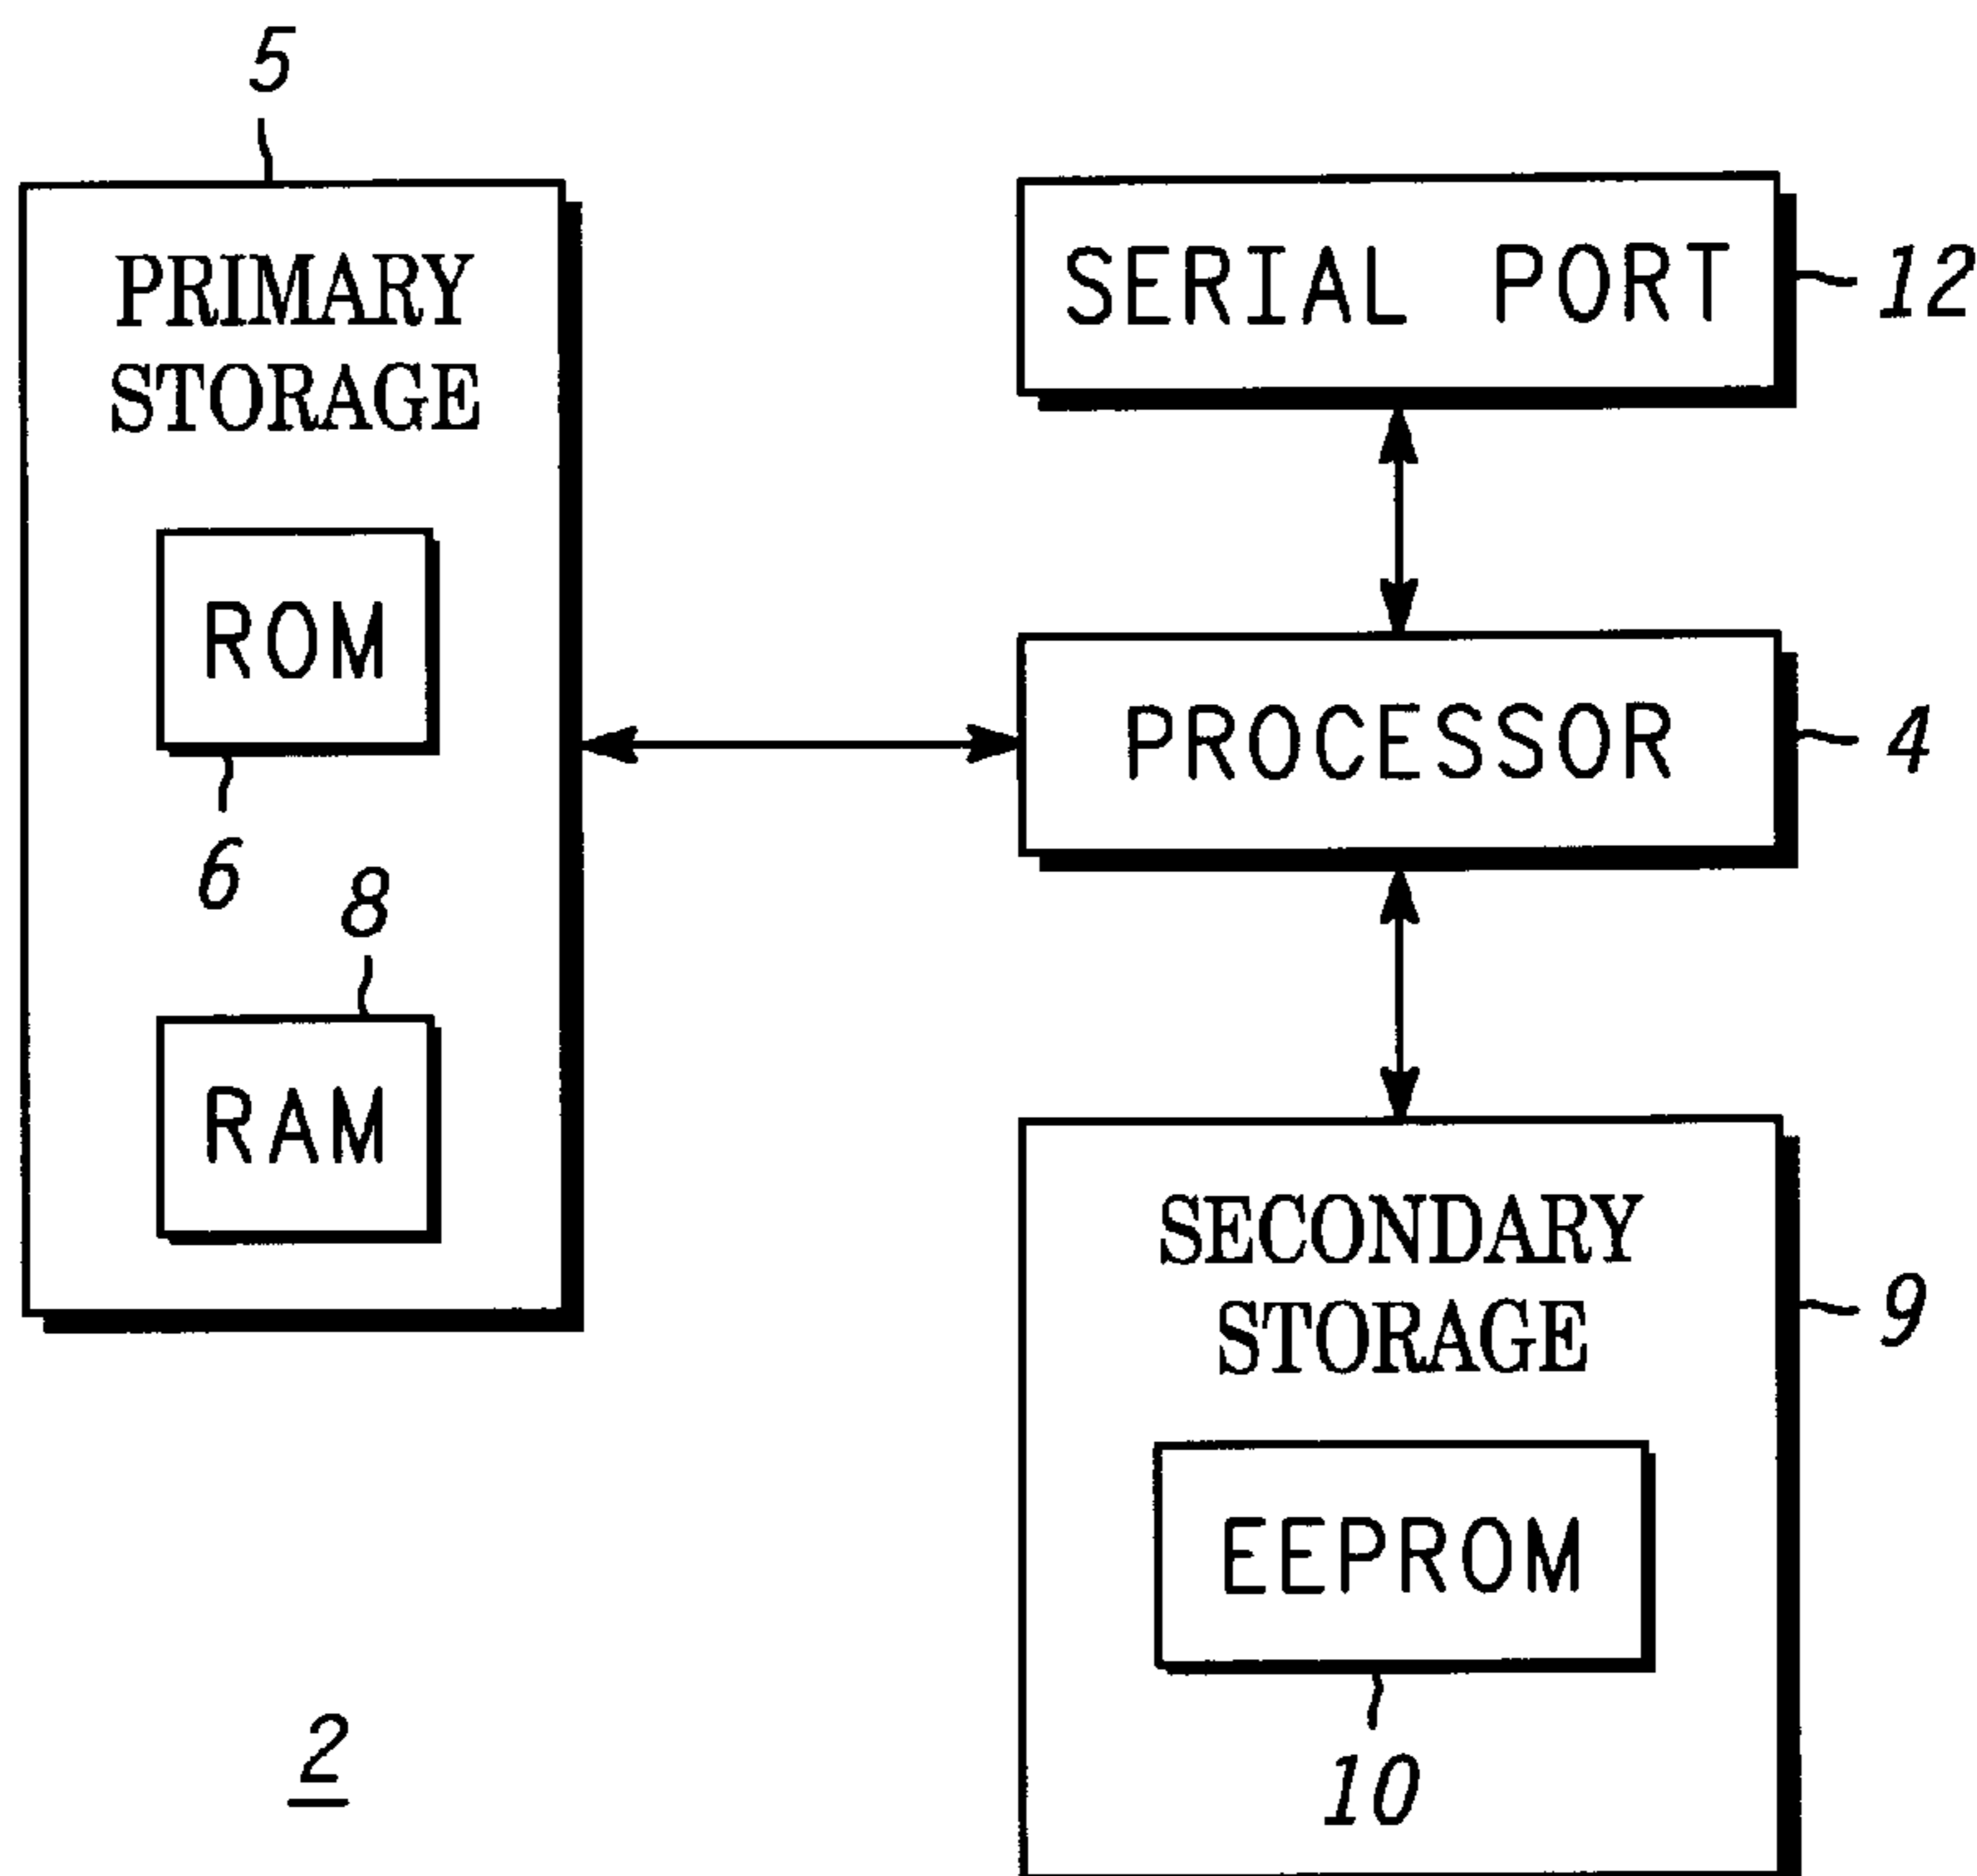 5
PRIMARY
STORAGE
ROM
6
8
RAM
SERIAL PORT
12
PROCESSOR
4
SECONDARY
STORAGE
9
EEPROM
10
2